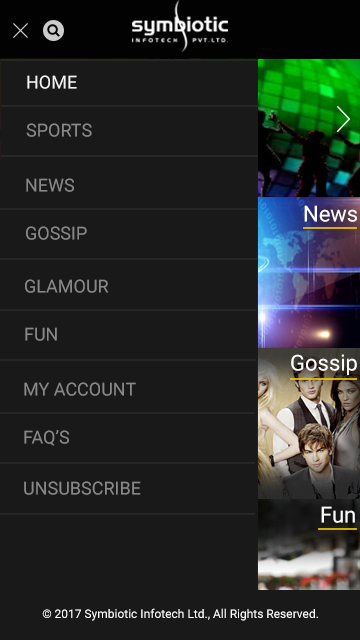 symbiotic
INFOTECH PVT.LTD.
HOME
SPORTS
NEWS
GOSSIP
GLAMOUR
FUN
MY ACCOUNT
FAQ'S
UNSUBSCRIBE
News
Gossip
Fun
© 2017 Symbiotic Infotech Ltd., All Rights Reserved.